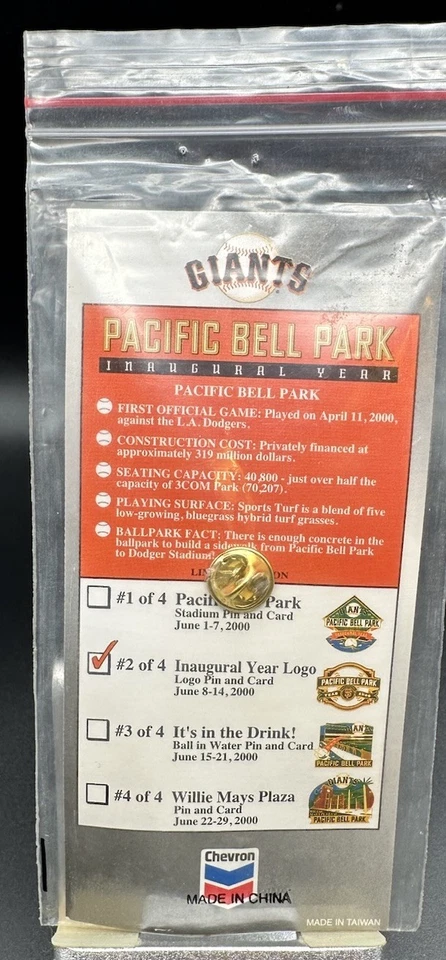 GIANTS
PACIFIC BELL PARK
INAUGURAL YEAR
PACIFIC BELL PARK
FIRST OFFICIAL GAME: Played on April 11, 2000,
against the L.A. Dodgers.
CONSTRUCTION COST: Privately financed at
approximately 319 million dollars.
SEATING CAPACITY: 40,800 - just over half the
capacity of 3COM Park (70,207).
PLAYING SURFACE: Sports Turf is a blend of five
low-growing, bluegrass hybrid turf grasses.
BALLPARK FACT: There is enough concrete in the
ballpark to build a sidewalk from Pacific Bell Park
to Dodger Stadium!
#1 of 4 Park
Stadium Pin and Card
June 1-7, 2000
PACIFIC BELL PARK
#2 of 4 Inaugural Year Logo
Logo Pin and Card
June 8-14, 2000
PACIFIC BELL PARK
#3 of 4 It's in the Drink!
Ball in Water Pin and Card
June 15-21, 2000
PACIFIC BELL PARK
#4 of 4 Willie Mays Plaza
Pin and Card
June 22-29, 2000
GIANTS
PACIFIC BELL PARK
Chevron
MADE IN CHINA
MADE IN TAIWAN